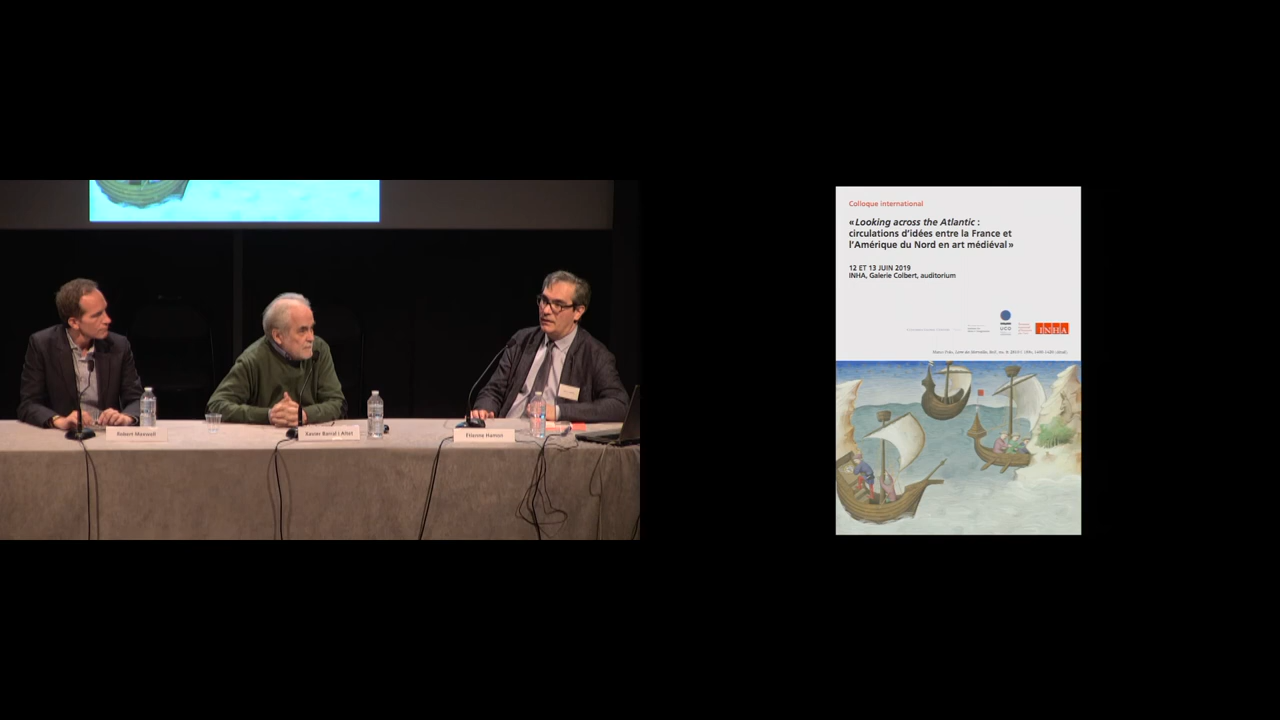 Robert Maxwell
Xavier Barral i Altet
Etienne Hamon
Colloque international
« Looking across the Atlantic :
circulations d'idées entre la France et
l'Amérique du Nord en art médiéval »
12 ET 13 JUIN 2019
INHA, Galerie Colbert, auditorium
INHA